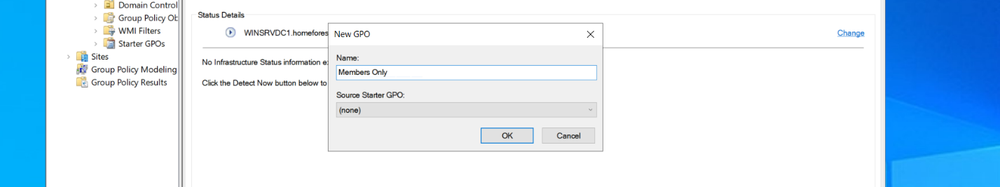 Domain Control
Group Policy Ob
WMI Filters
Starter GPOs
Sites
Group Policy Modeling
Group Policy Results
Status Details
WINSRVDC1.homefores
Change
No Infrastructure Status information e
Click the Detect Now button below to
New GPO
Name:
Members Only
Source Starter GPO:
(none)
OK Cancel